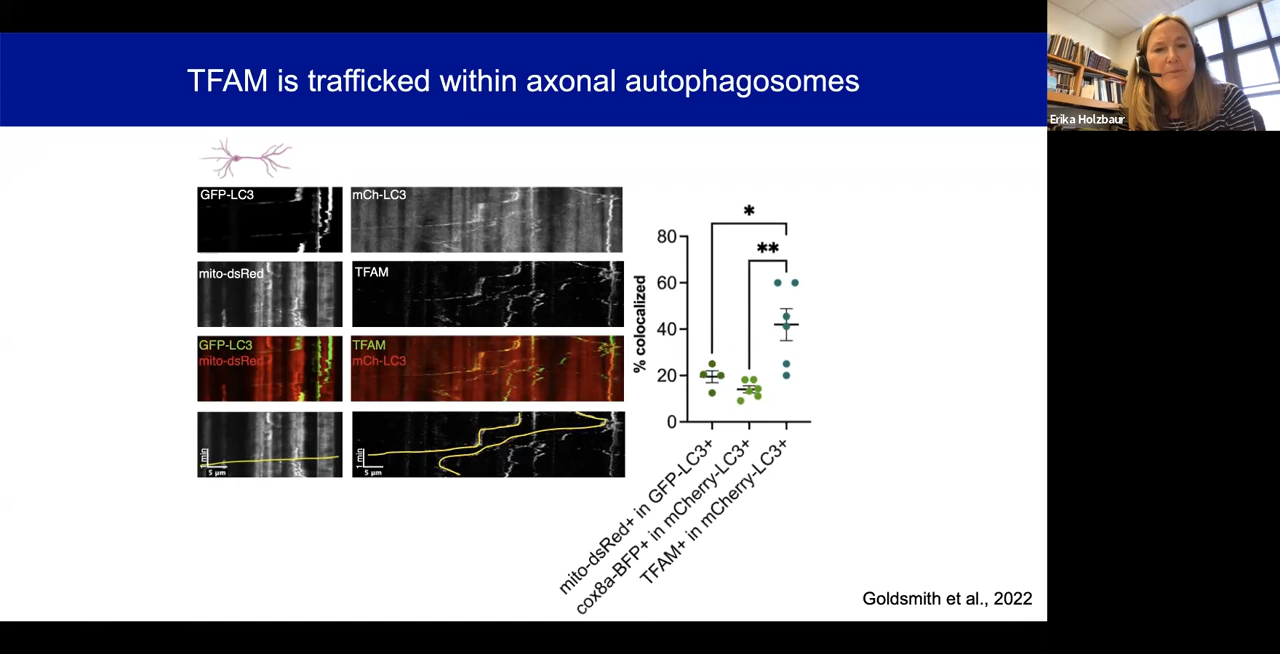 TFAM is trafficked within axonal autophagosomes
Erika Holzbaur
GFP-LC3
mCh-LC3
mito-dsRed
TFAM
GFP-LC3
mito-dsRed
TFAM
mCh-LC3
1 min
5 μm
1 min
5 μm
% colocalized
80
60
40
20
0
*
**
mito-dsRed+ in GFP-LC3+
cox8a-BFP+ in mCherry-LC3+
TFAM+ in mCherry-LC3+
Goldsmith et al., 2022